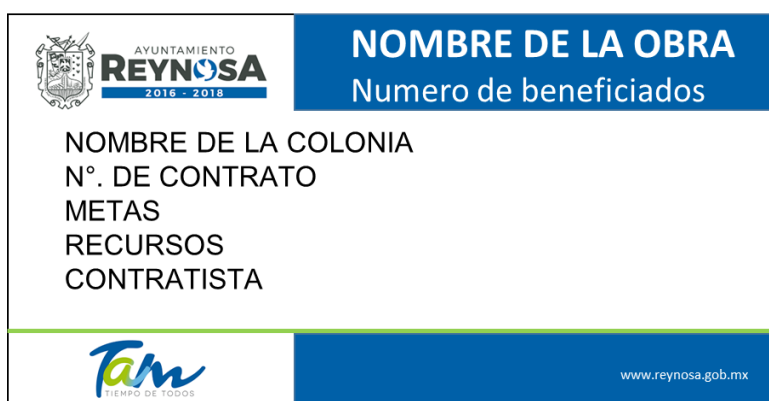 AYUNTAMIENTO
REYNOSA
2016 - 2018
NOMBRE DE LA OBRA
Numero de beneficiados
NOMBRE DE LA COLONIA
N°. DE CONTRATO
METAS
RECURSOS
CONTRATISTA
Tam
TIEMPO DE TODOS
www.reynosa.gob.mx